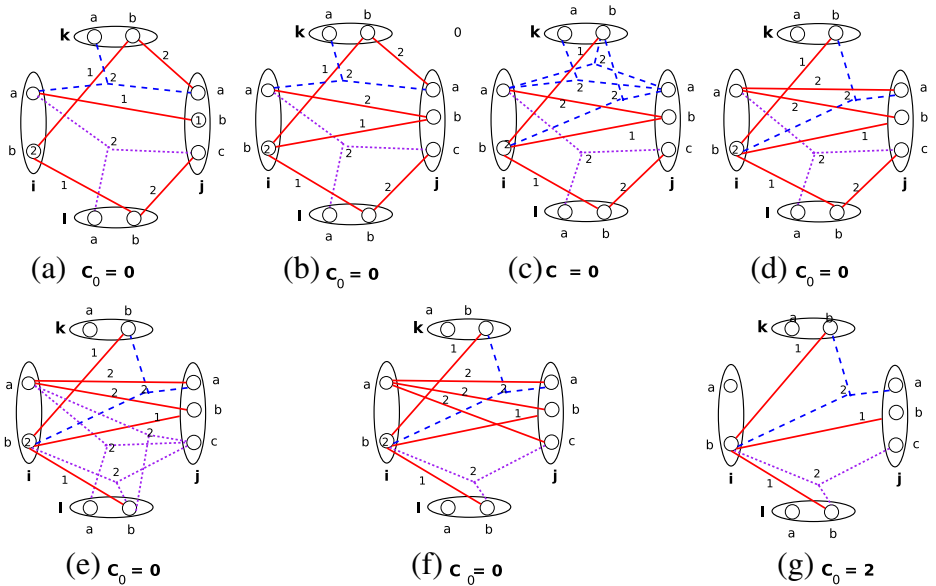 a b a b 0 a b a b
k k k k
2 2 2
1 2 1 2 1 2 1 2
a 1 a a 2 a a 2 a a 2 a
1 b 1 b 2 1 b 2 1 b
b 2 2 c b 2 2 c b 2 2 c b 2 2 c
i 1 2 j i 1 2 j i 1 2 j i 1 2 j
l l l l
a b a b a b a b
(a) C0 = 0 (b) C0 = 0 (c) C = 0 (d) C0 = 0
a b a b a b
k k k
1 1 1
a 2 2 2 a a 2 2 2 a a 2 a
1 b 1 b 1 b
b 2 2 2 c b 2 c b c
i 1 2 j i 1 2 j i 1 2 j
l l l
a b a b a b
(e) C0 = 0 (f) C0 = 0 (g) C0 = 2